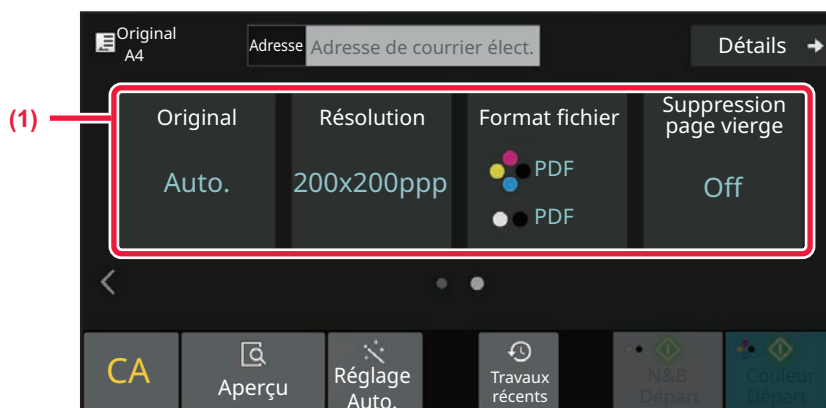 Original
A4
Adresse Adresse de courrier élect.
Détails
(1)
Original
Résolution
Format fichier
Suppression
page vierge
Auto.
200x200ppp
PDF
PDF
Off
CA
Aperçu
Réglage
Auto.
Travaux
récents
N&B
Départ
Couleur
Départ